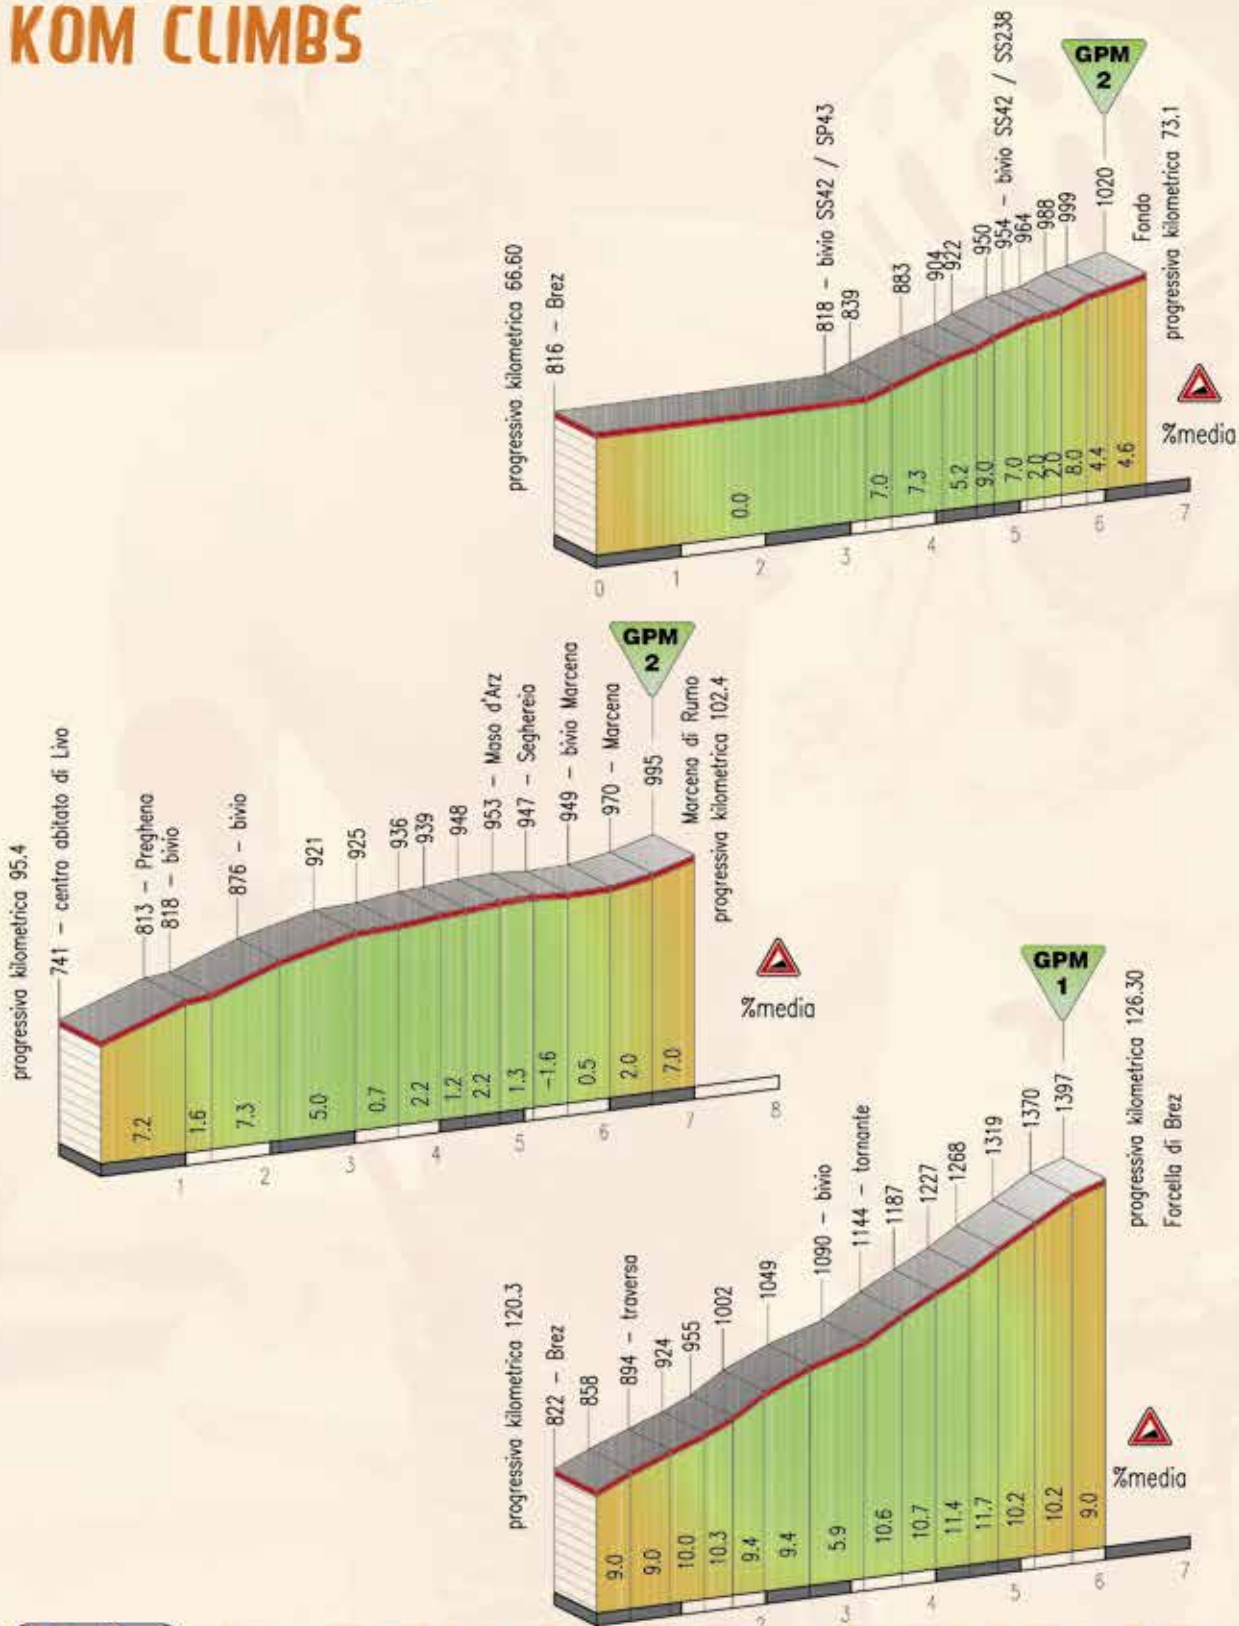 KOM CLIMBS
GPM
2
progressiva kilometrica 66.60
816 – Brez
818 – bivio SS42 / SP43
839
883
904
922
950
954 – bivio SS42 / SS238
964
988
999
1020
Fondo
progressiva kilometrica 73.1
%media
0.0
7.0
7.3
5.2
9.0
7.0
2.0
2.0
8.0
4.4
4.6
0
1
2
3
4
5
6
7
GPM
2
progressiva kilometrica 95.4
741 – centro abitato di Livo
813 – Preghena
818 – bivio
876 – bivio
921
925
936
939
948
953 – Maso d'Arz
947 – Seghereia
949 – bivio Marcena
970 – Marcena
995
Marcena di Rumo
progressiva kilometrica 102.4
%media
7.2
1.6
7.3
5.0
0.7
2.2
1.2
2.2
1.3
–1.6
0.5
2.0
7.0
1
2
3
4
5
6
7
8
GPM
1
progressiva kilometrica 120.3
822 – Brez
858
894 – traversa
924
955
1002
1049
1090 – bivio
1144 – tornante
1187
1227
1268
1319
1370
1397
progressiva kilometrica 126.30
Forcella di Brez
%media
9.0
9.0
10.0
10.3
9.4
9.4
5.9
10.6
10.7
11.4
11.7
10.2
10.2
9.0
2
3
4
5
6
7